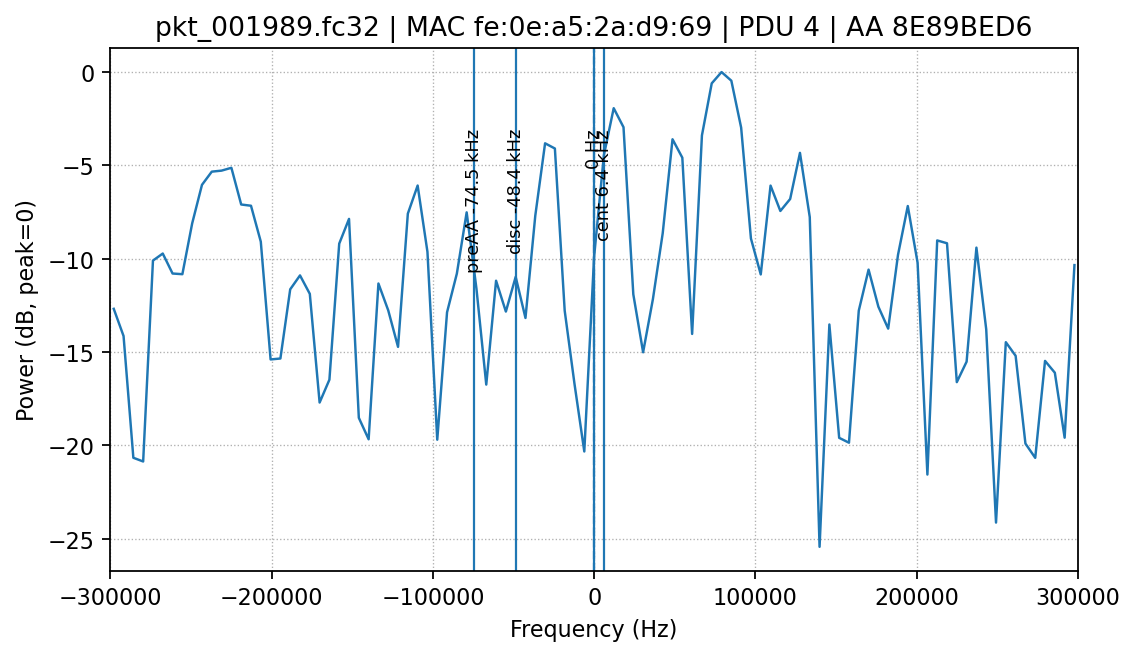 pkt_001989.fc32 | MAC fe:0e:a5:2a:d9:69 | PDU 4 | AA 8E89BED6
Power (dB, peak=0)
0
−5
−10
−15
−20
−25
preAA -74.5 kHz
disc -48.4 kHz
0 Hz
cent 6.4 kHz
−300000
−200000
−100000
0
100000
200000
300000
Frequency (Hz)